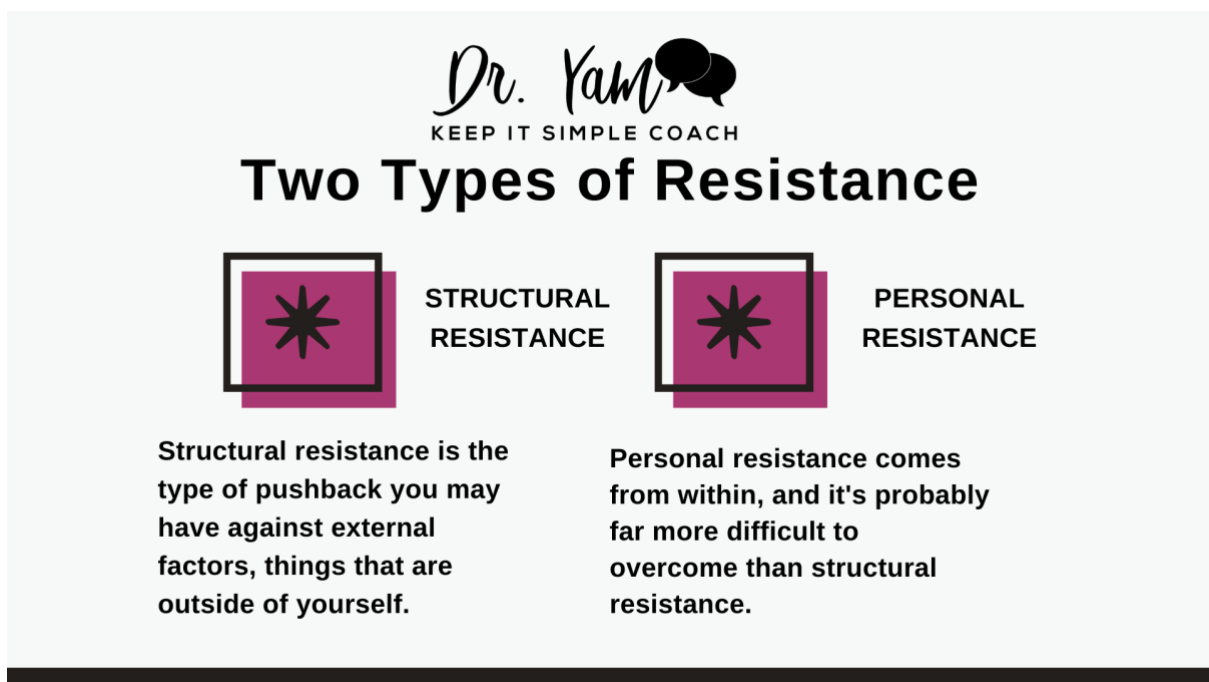 Dr. Yam
KEEP IT SIMPLE COACH
Two Types of Resistance
STRUCTURAL
RESISTANCE
Structural resistance is the
type of pushback you may
have against external
factors, things that are
outside of yourself.
PERSONAL
RESISTANCE
Personal resistance comes
from within, and it's probably
far more difficult to
overcome than structural
resistance.